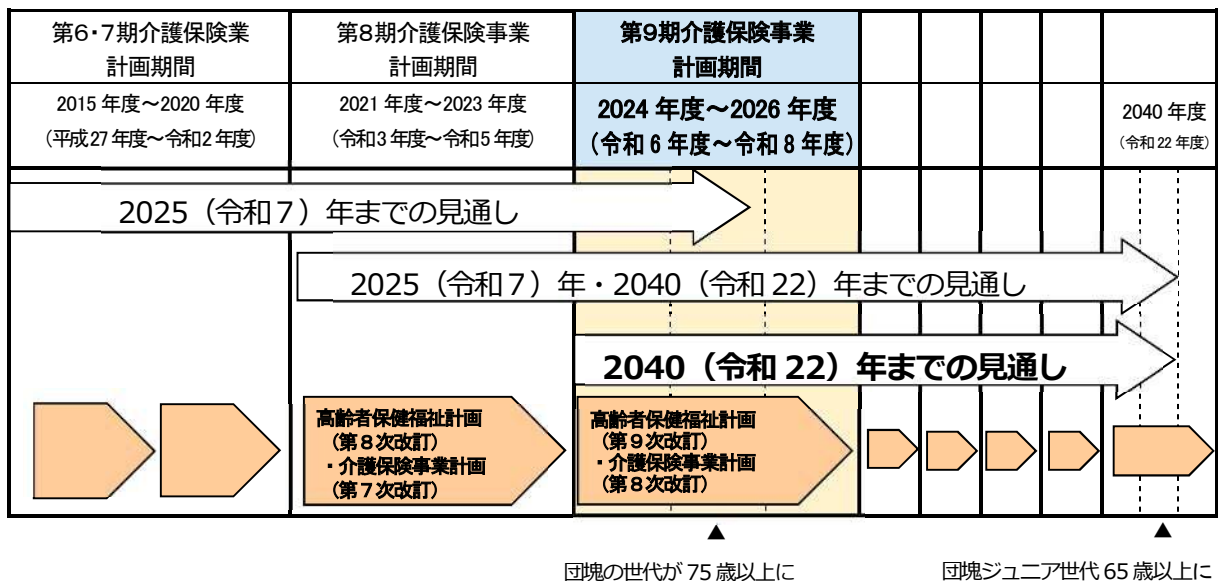 第6・7期介護保険業
計画期間
第8期介護保険事業
計画期間
第9期介護保険事業
計画期間
2015 年度～2020 年度
（平成27年度～令和2年度）
2021 年度～2023 年度
（令和3年度～令和5年度）
2024 年度～2026 年度
（令和 6 年度～令和 8 年度）
2040 年度
（令和22年度）
2025（令和７）年までの見通し
2025（令和７）年・2040（令和 22）年までの見通し
2040（令和 22）年までの見通し
高齢者保健福祉計画
（第８次改訂）
・介護保険事業計画
（第７次改訂）
高齢者保健福祉計画
（第９次改訂）
・介護保険事業計画
（第８次改訂）
▲
▲
団塊の世代が 75 歳以上に
団塊ジュニア世代 65 歳以上に